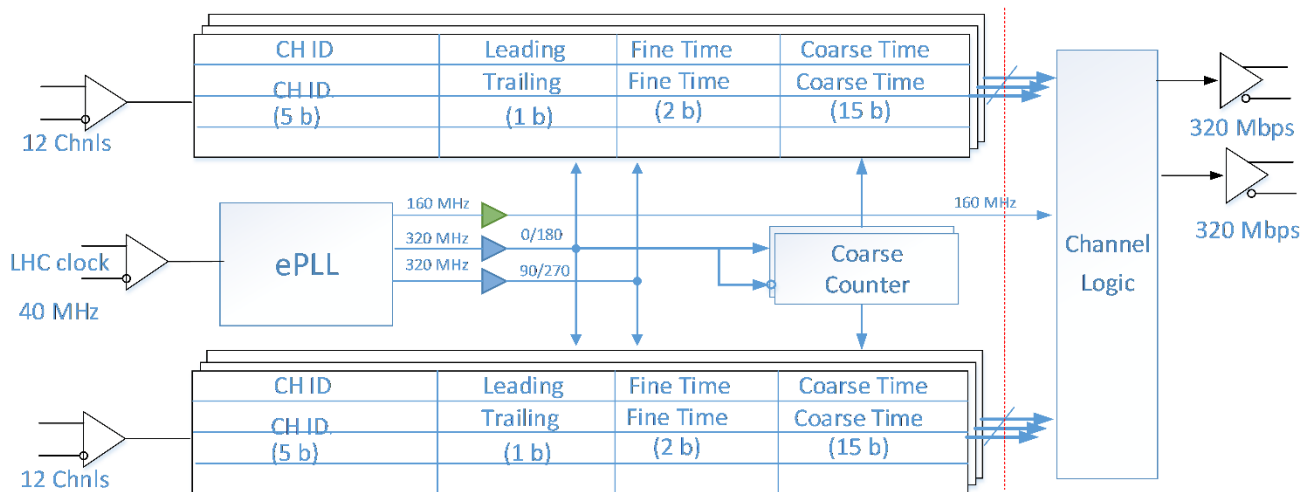 CH ID Leading Fine Time Coarse Time
CH ID. Trailing Fine Time Coarse Time
(5 b) (1 b) (2 b) (15 b)
12 Chnls
320 Mbps
320 Mbps
160 MHz
160 MHz
320 MHz 0/180
320 MHz 90/270
LHC clock
40 MHz
ePLL
Coarse
Counter
Channel
Logic
CH ID Leading Fine Time Coarse Time
CH ID. Trailing Fine Time Coarse Time
(5 b) (1 b) (2 b) (15 b)
12 Chnls